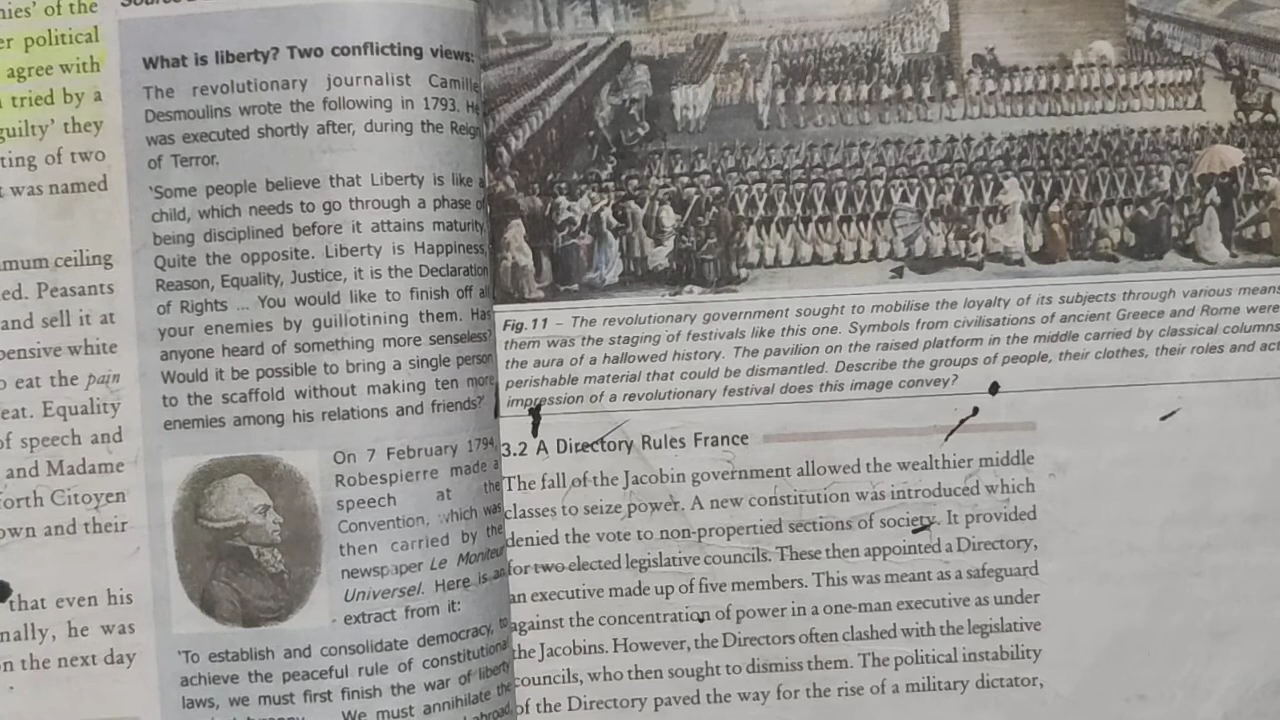 nies' of the
er political
agree with
tried by a
guilty' they
ting of two
was named
mum ceiling
ed. Peasants
and sell it at
pensive white
o eat the pain
eat. Equality
of speech and
and Madame
forth Citoyen
own and their
that even his
nally, he was
on the next day
What is liberty? Two conflicting views:
The revolutionary journalist Camille
Desmoulins wrote the following in 1793. He
was executed shortly after, during the Reign
of Terror.
'Some people believe that Liberty is like a
child, which needs to go through a phase of
being disciplined before it attains maturity.
Quite the opposite. Liberty is Happiness,
Reason, Equality, Justice, it is the Declaration
of Rights ... You would like to finish off all
your enemies by guillotining them. Has
anyone heard of something more senseless?
Would it be possible to bring a single person
to the scaffold without making ten more
enemies among his relations and friends?'
On 7 February 1794,
Robespierre made a
speech at the
Convention, which was
then carried by the
newspaper Le Moniteur
Universel. Here is an
extract from it:
'To establish and consolidate democracy, to
achieve the peaceful rule of constitutional
laws, we must first finish the war of liberty
We must annihilate the
abroad
Fig.11 – The revolutionary government sought to mobilise the loyalty of its subjects through various means
them was the staging of festivals like this one. Symbols from civilisations of ancient Greece and Rome were
the aura of a hallowed history. The pavilion on the raised platform in the middle carried by classical columns
perishable material that could be dismantled. Describe the groups of people, their clothes, their roles and act
impression of a revolutionary festival does this image convey?
3.2 A Directory Rules France
The fall of the Jacobin government allowed the wealthier middle
classes to seize power. A new constitution was introduced which
denied the vote to non-propertied sections of society. It provided
for two elected legislative councils. These then appointed a Directory,
an executive made up of five members. This was meant as a safeguard
against the concentration of power in a one-man executive as under
the Jacobins. However, the Directors often clashed with the legislative
councils, who then sought to dismiss them. The political instability
of the Directory paved the way for the rise of a military dictator,